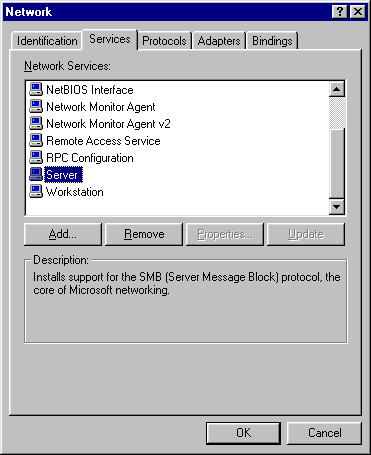 Network
Identification Services Protocols Adapters Bindings
Network Services:
NetBIOS Interface
Network Monitor Agent
Network Monitor Agent v2
Remote Access Service
RPC Configuration
Server
Workstation
Add... Remove Properties... Update
Description:
Installs support for the SMB (Server Message Block) protocol, the
core of Microsoft networking.
OK Cancel